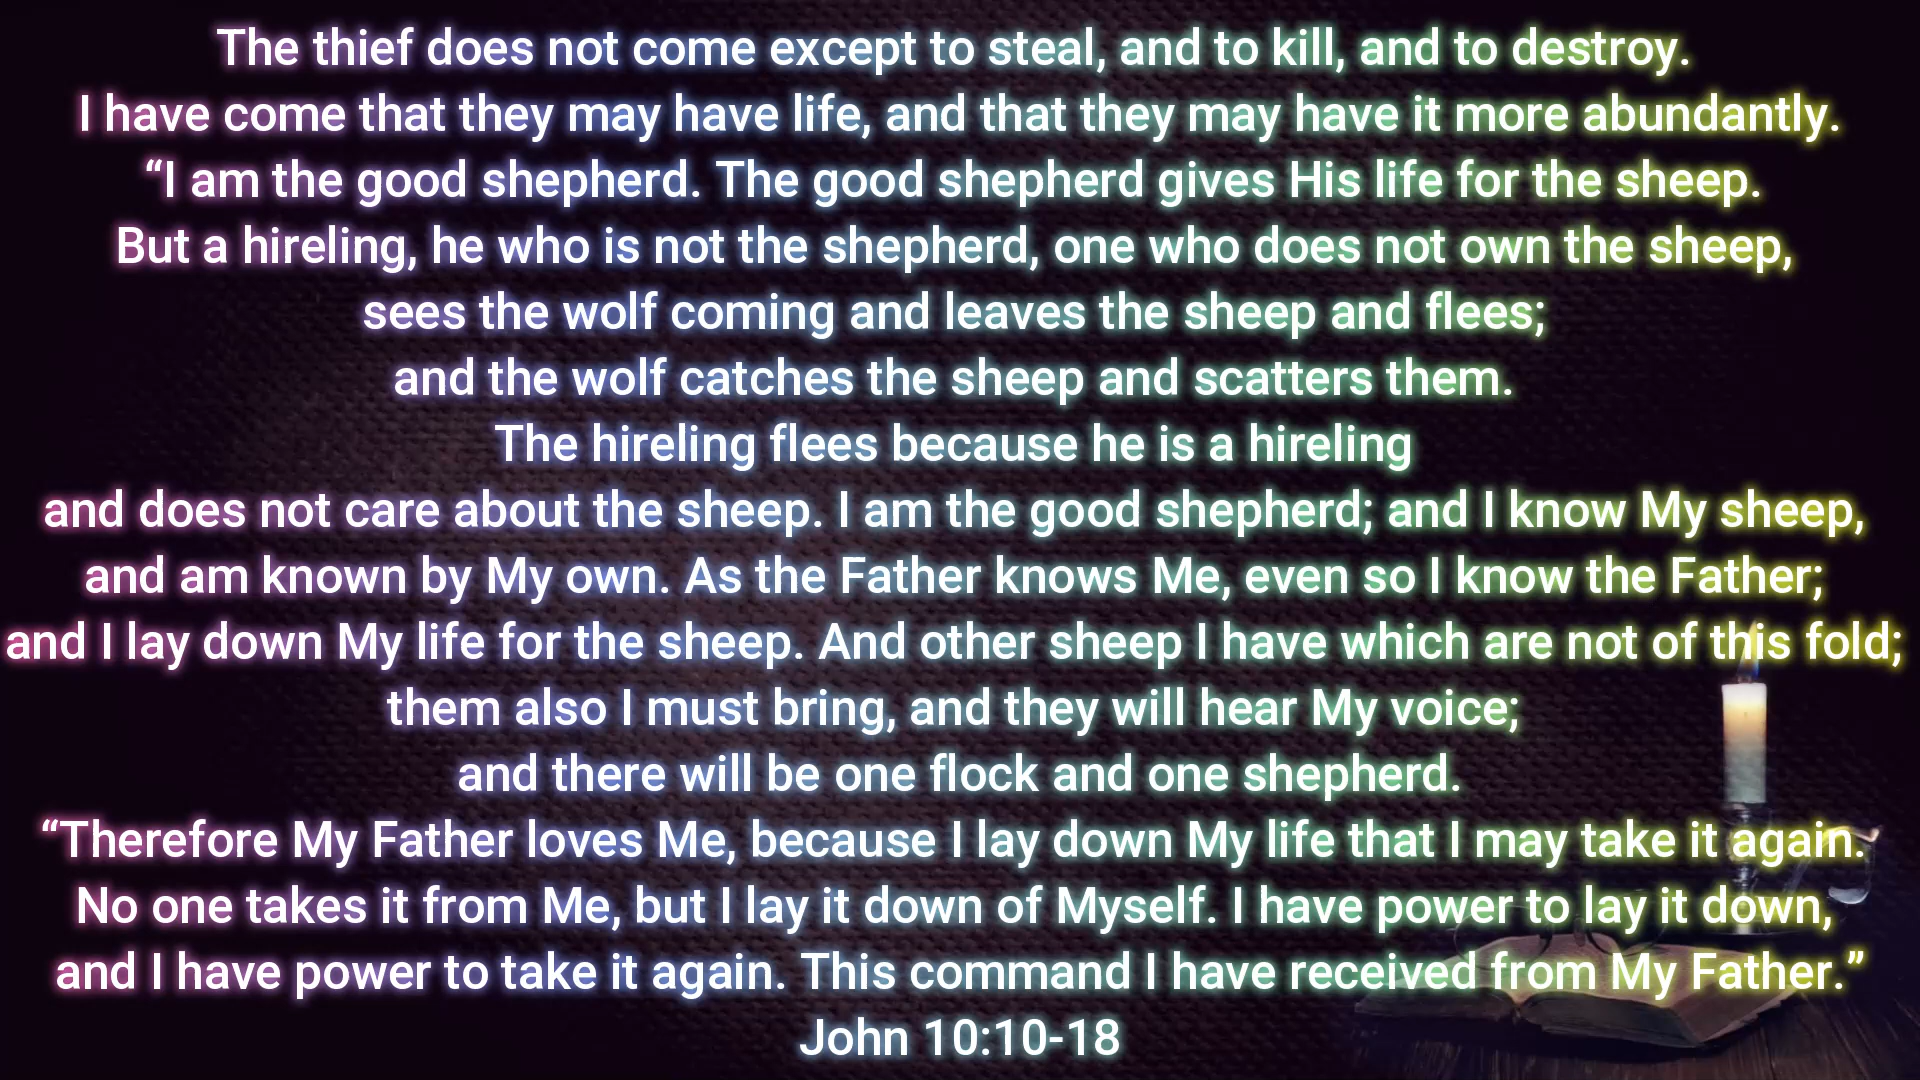 The thief does not come except to steal, and to kill, and to destroy.
I have come that they may have life, and that they may have it more abundantly.
“I am the good shepherd. The good shepherd gives His life for the sheep.
But a hireling, he who is not the shepherd, one who does not own the sheep,
sees the wolf coming and leaves the sheep and flees;
and the wolf catches the sheep and scatters them.
The hireling flees because he is a hireling
and does not care about the sheep. I am the good shepherd; and I know My sheep,
and am known by My own. As the Father knows Me, even so I know the Father;
and I lay down My life for the sheep. And other sheep I have which are not of this fold;
them also I must bring, and they will hear My voice;
and there will be one flock and one shepherd.
“Therefore My Father loves Me, because I lay down My life that I may take it again.
No one takes it from Me, but I lay it down of Myself. I have power to lay it down,
and I have power to take it again. This command I have received from My Father.”
John 10:10-18